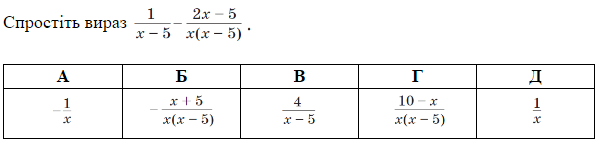 Спростіть вираз 1/(x − 5) − (2x − 5)/(x(x − 5)) .
А Б В Г Д
−1/x −(x + 5)/(x(x − 5)) 4/(x − 5) (10 − x)/(x(x − 5)) 1/x